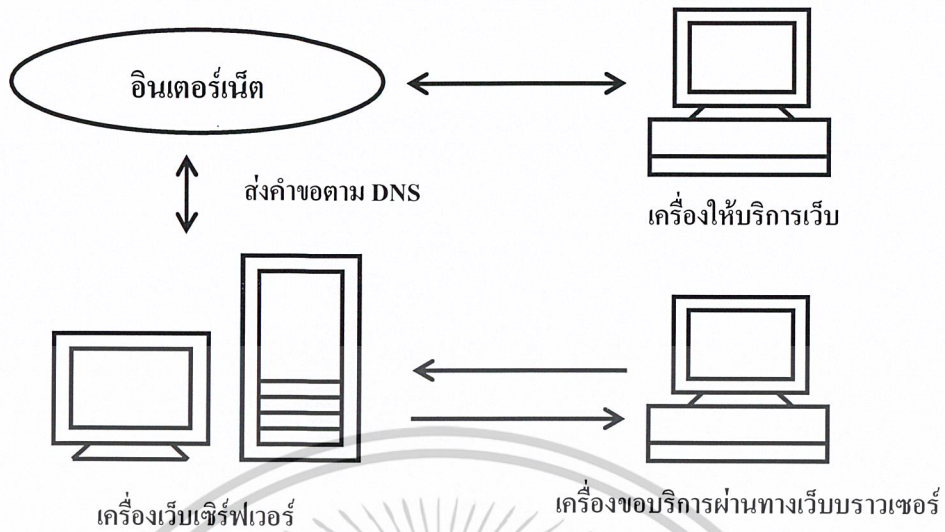 อินเตอร์เน็ต
ส่งคำขอตาม DNS
เครื่องให้บริการเว็บ
เครื่องเว็บเซิร์ฟเวอร์
เครื่องขอบริการผ่านทางเว็บบราวเซอร์